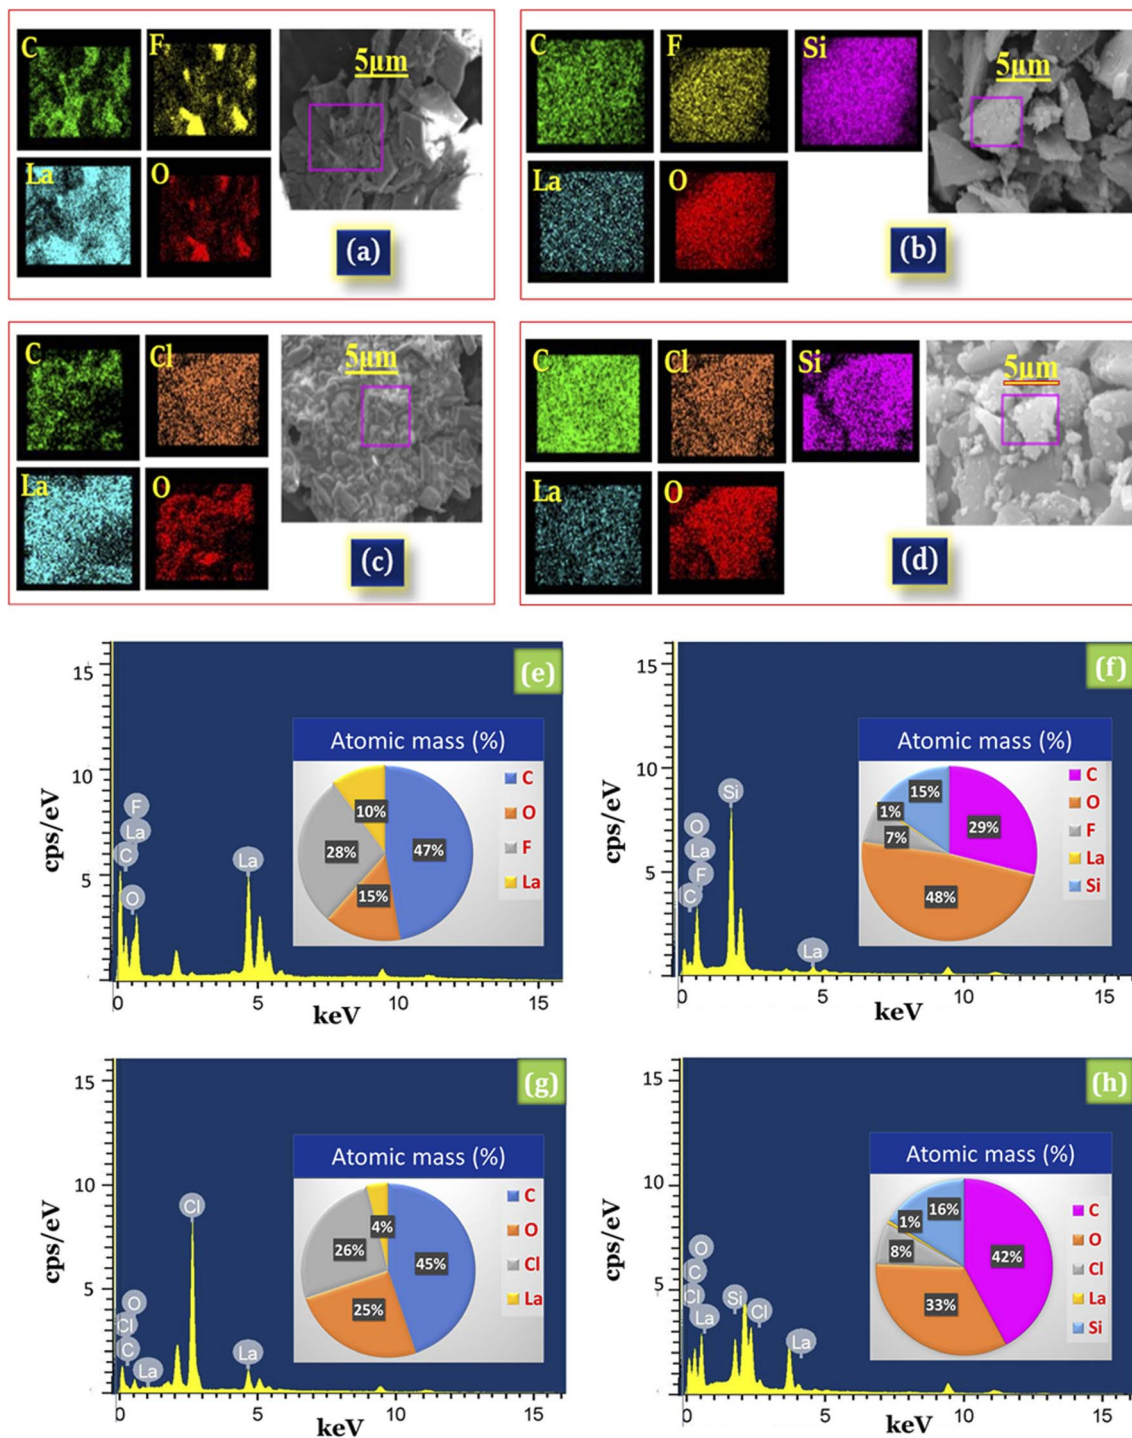 C F 5μm
La O
(a)
C F Si 5μm
La O
(b)
C Cl 5μm
La O
(c)
C Cl Si 5μm
La O
(d)
(e)
15
10
5
cps/eV
F
La
C
O
La
Atomic mass (%)
10%
28%
47%
15%
C
O
F
La
0 5 10 15
keV
(f)
15
10
5
cps/eV
Si
O
La
F
C
La
Atomic mass (%)
15%
1%
7%
29%
48%
C
O
F
La
Si
0 5 10 15
keV
(g)
15
10
5
cps/eV
Cl
O
Cl
C
La
La
Atomic mass (%)
4%
26%
45%
25%
C
O
Cl
La
0 5 10 15
keV
(h)
15
10
5
cps/eV
O
C
Cl
La
Si
Cl
La
Atomic mass (%)
16%
1%
8%
42%
33%
C
O
Cl
La
Si
0 5 10 15
keV